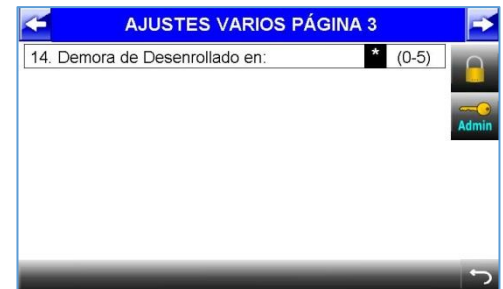 AJUSTES VARIOS PÁGINA 3
14. Demora de Desenrollado en: * (0-5)
Admin